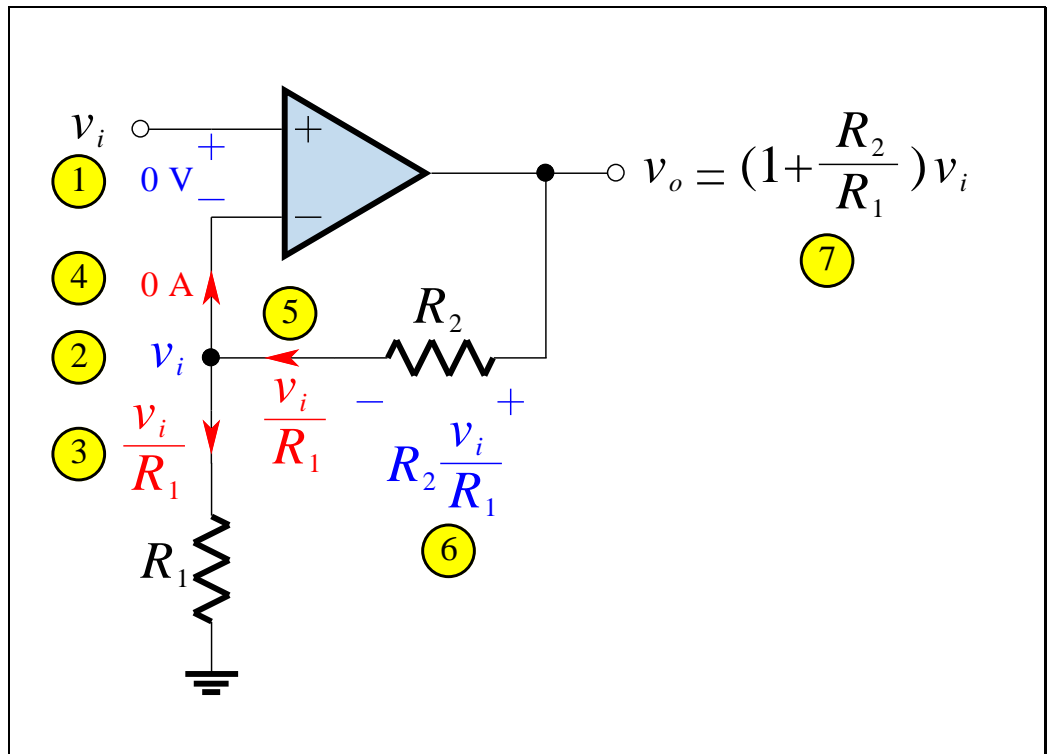 v_i
+
1
0 V
−
+
−
v_o = (1+ R_2/R_1 ) v_i
7
4
0 A
5
R_2
2
v_i
3
v_i/R_1
v_i/R_1
− +
R_2 v_i/R_1
6
R_1